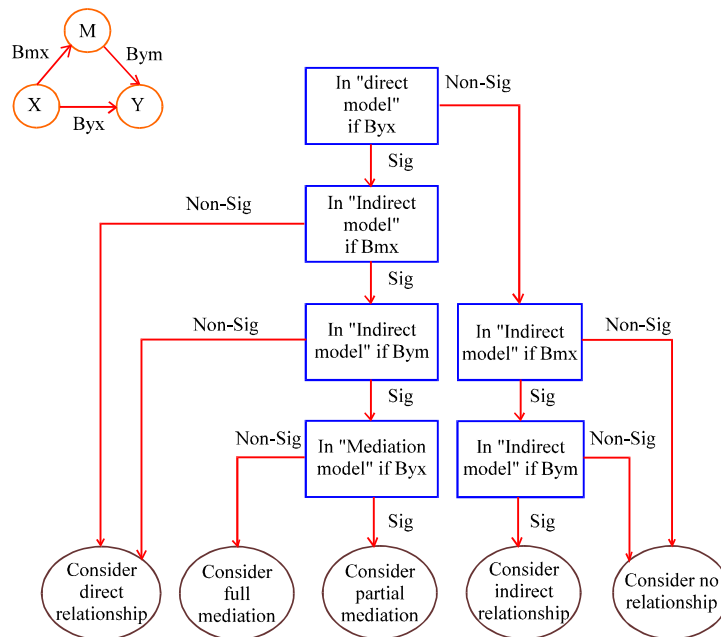 M
Bmx
Bym
X
Y
Byx
In "direct
model"
if Byx
Non-Sig
Sig
Non-Sig
In "Indirect
model"
if Bmx
Sig
Non-Sig
In "Indirect
model" if Bym
In "Indirect
model" if Bmx
Non-Sig
Sig
Sig
Non-Sig
In "Mediation
model" if Byx
In "Indirect
model" if Bym
Non-Sig
Sig
Sig
Consider
direct
relationship
Consider
full
mediation
Consider
partial
mediation
Consider
indirect
relationship
Consider no
relationship